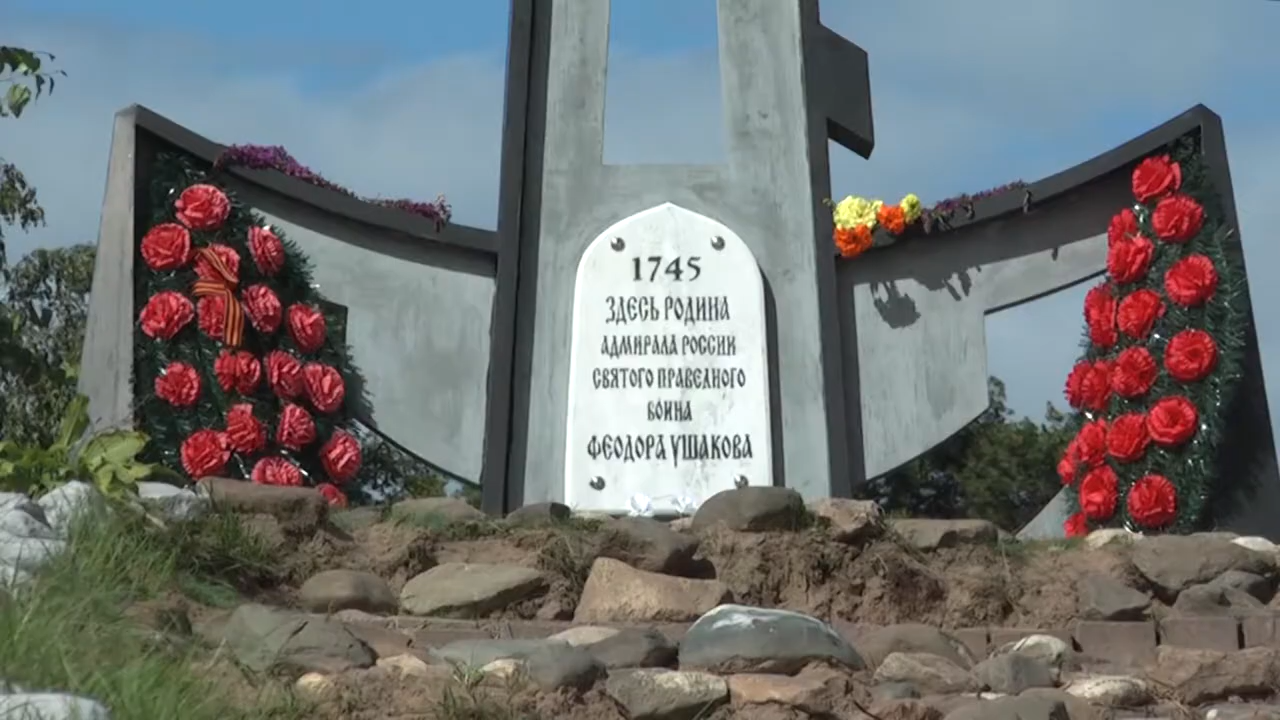 1745
ЗДЕСЬ РОДИНА
АДМИРАЛА РОССИИ
СВЯТОГО ПРАВЕДНОГО
ВОИНА
ФЕОДОРА УШАКОВА